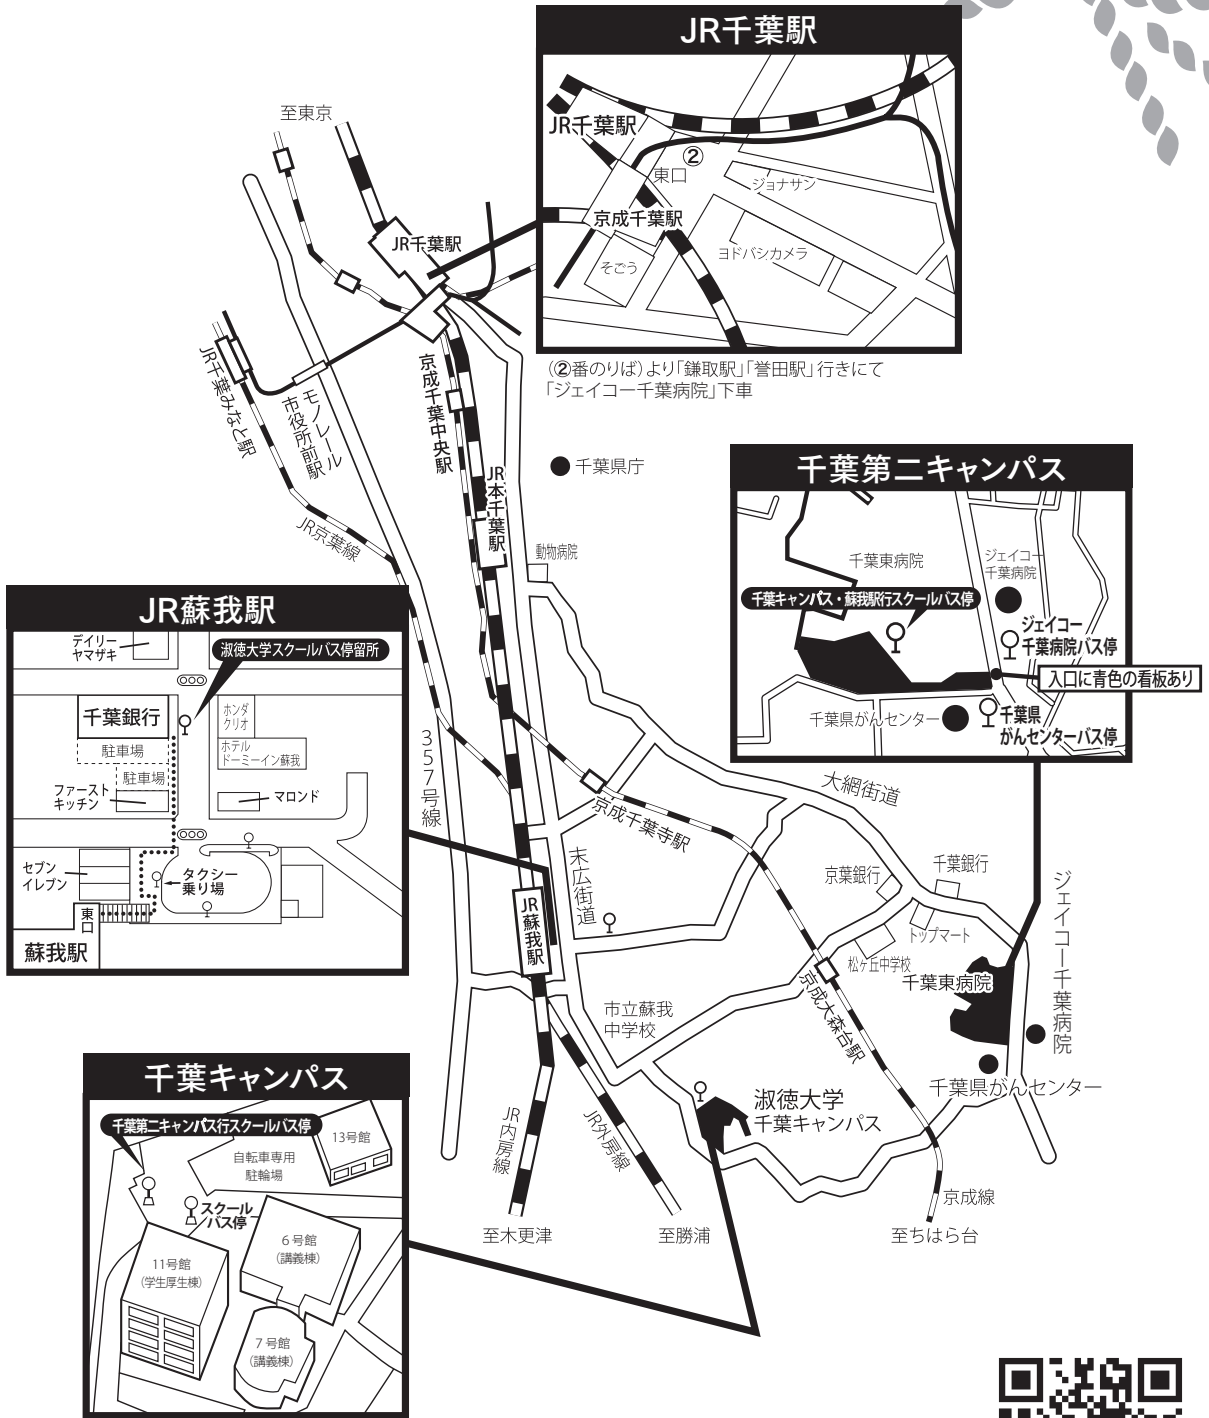 JR千葉駅
JR千葉駅
②
東口
ジョナサン
京成千葉駅
ヨドバシカメラ
そごう
(②番のりば)より「鎌取駅」「誉田駅」行きにて
「ジェイコー千葉病院」下車
至東京
JR千葉駅
JR千葉みなと駅
モノレール
市役所前駅
京成千葉中央駅
JR本千葉駅
千葉県庁
動物病院
JR京葉線
千葉第二キャンパス
千葉東病院
ジェイコー
千葉病院
千葉キャンパス・蘇我駅行スクールバス停
ジェイコー
千葉病院バス停
入口に青色の看板あり
千葉県がんセンター
千葉県
がんセンターバス停
JR蘇我駅
デイリー
ヤマザキ
淑徳大学スクールバス停留所
千葉銀行
ホンダ
クリオ
駐車場
ホテル
ドーミーイン蘇我
駐車場
ファースト
キッチン
マロンド
セブン
イレブン
タクシー
乗り場
東口
蘇我駅
357号線
京成千葉寺駅
大網街道
末広街道
JR蘇我駅
京葉銀行
千葉銀行
トップマート
松ヶ丘中学校
千葉東病院
ジェイコー千葉病院
京成大森台駅
市立蘇我
中学校
千葉県がんセンター
淑徳大学
千葉キャンパス
JR内房線
JR外房線
京成線
至木更津
至勝浦
至ちはら台
千葉キャンパス
千葉第二キャンパス行スクールバス停
13号館
自転車専用
駐輪場
スクール
バス停
6号館
(講義棟)
11号館
(学生厚生棟)
7号館
(講義棟)